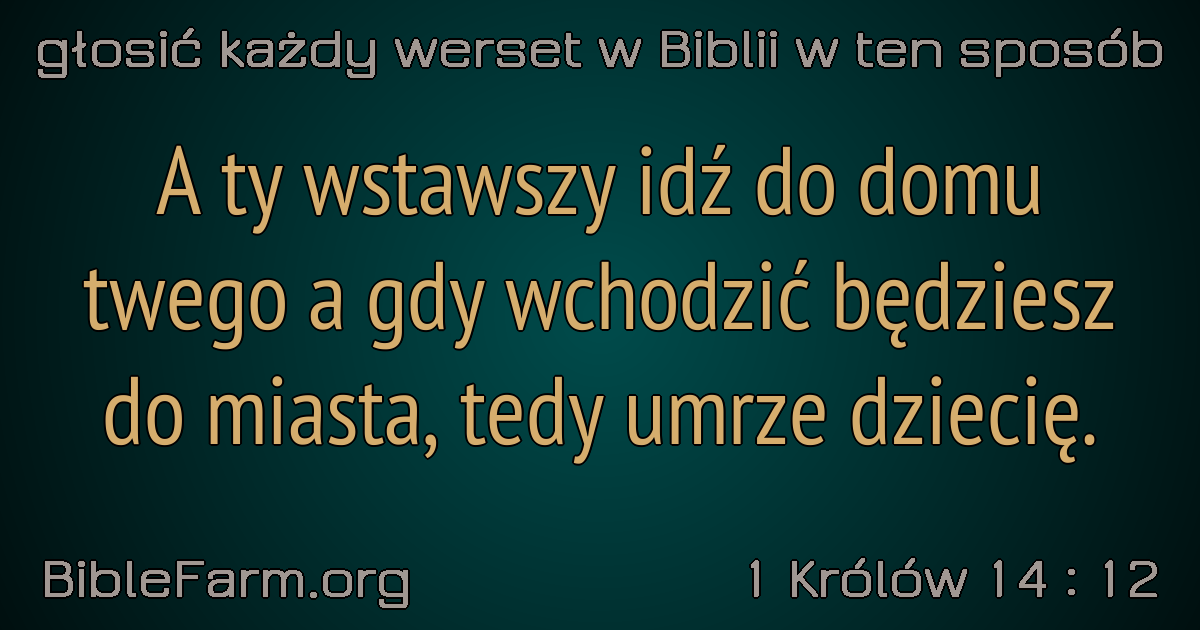 głosić każdy werset w Biblii w ten sposób
A ty wstawszy idź do domu
twego a gdy wchodzić będziesz
do miasta, tedy umrze dziecię.
BibleFarm.org
1 Królów 14 : 12